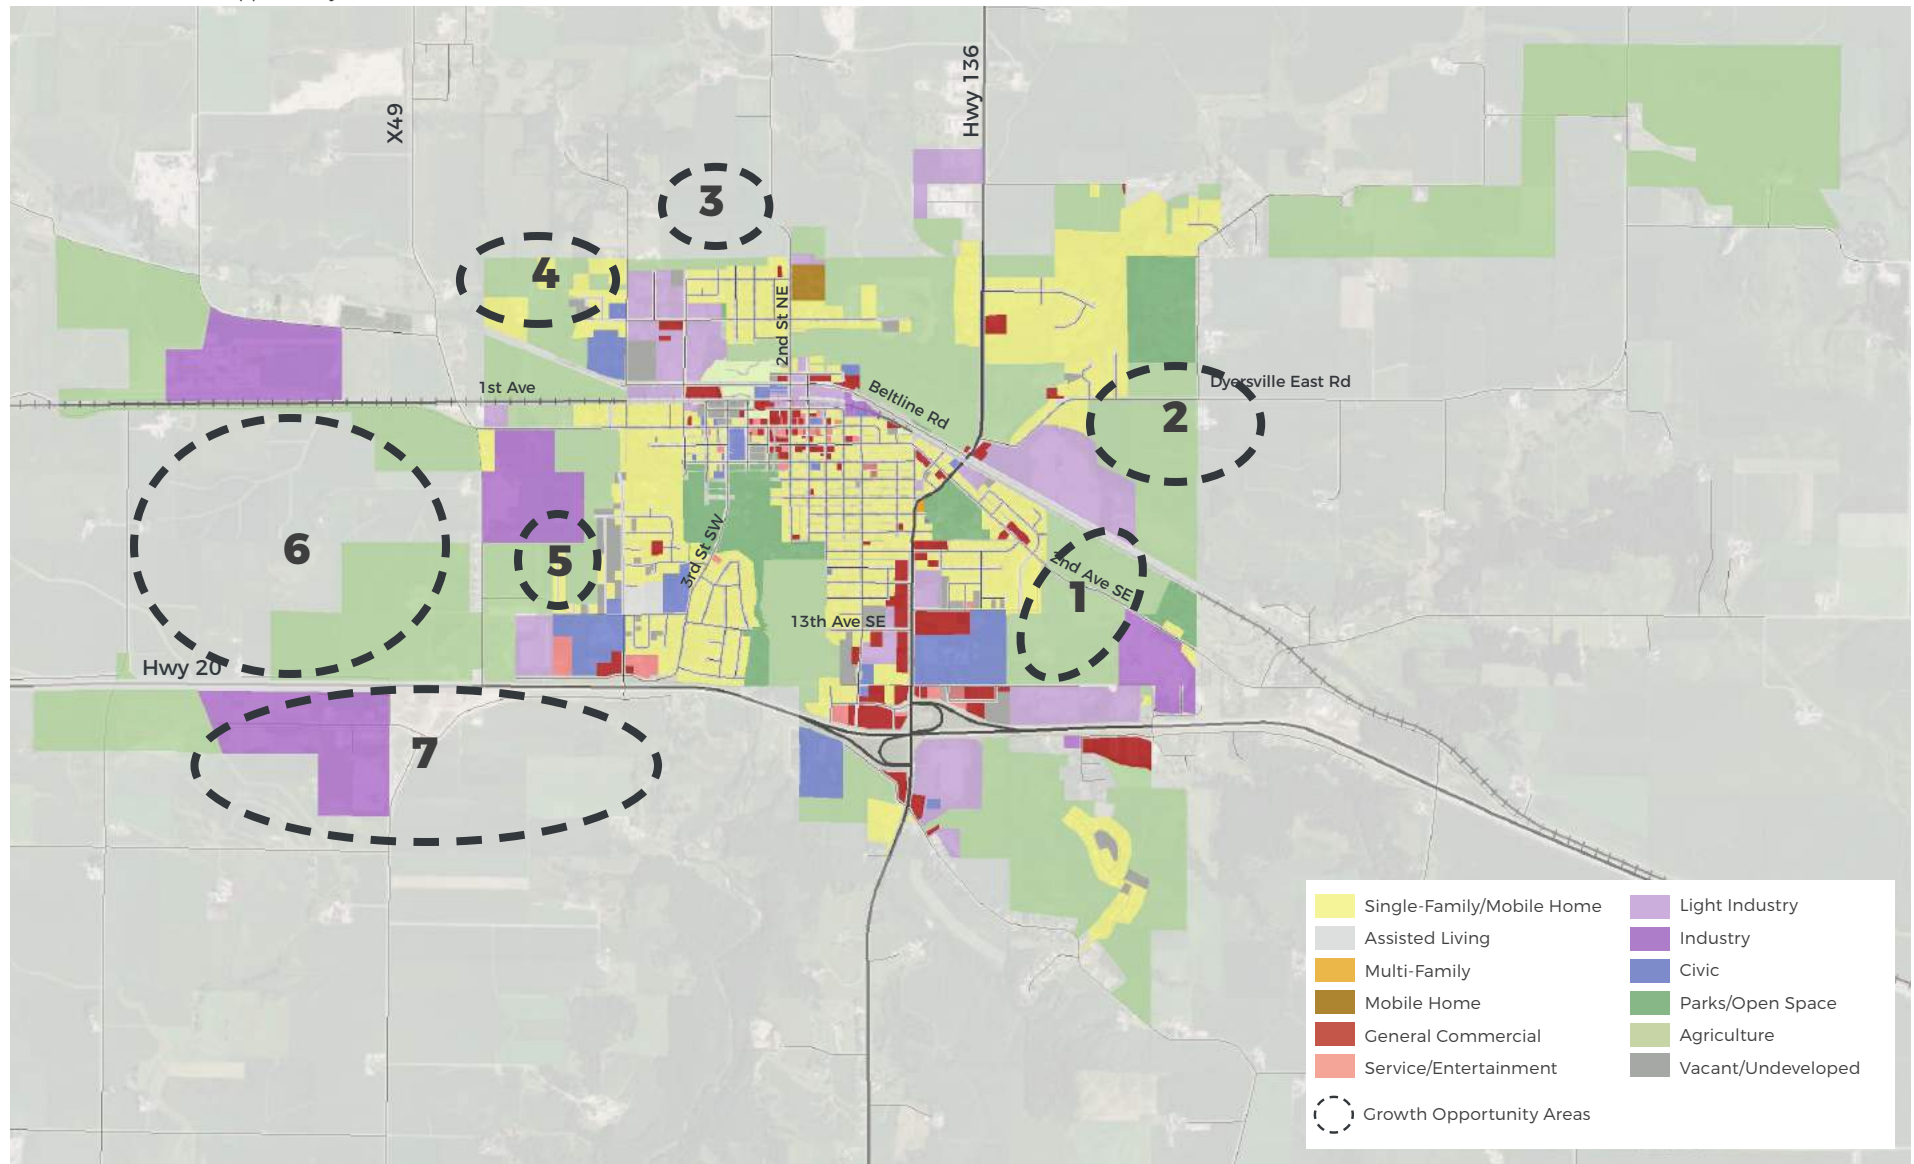 Hwy 136
X49
3
4
2nd St NE
1st Ave
Dyersville East Rd
Beltline Rd
2
6
5
3rd St SW
2nd Ave SE
1
13th Ave SE
Hwy 20
7
Single-Family/Mobile Home
Assisted Living
Multi-Family
Mobile Home
General Commercial
Service/Entertainment
Growth Opportunity Areas
Light Industry
Industry
Civic
Parks/Open Space
Agriculture
Vacant/Undeveloped